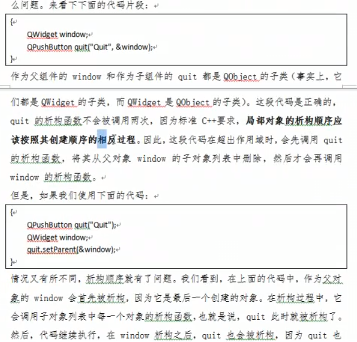 么问题。来看下下面的代码片段：
{
QWidget window;
QPushButton quit("Quit", &window);
}
作为父组件的 window 和作为子组件的 quit 都是 QObject 的子类（事实上，它
们都是 QWidget 的子类，而 QWidget 是 QObject 的子类）。这段代码是正确的，
quit 的析构函数不会被调用两次，因为标准 C++要求，局部对象的析构顺序应
该按照其创建顺序的相反过程。因此，这段代码在超出作用域时，会先调用 quit
的析构函数，将其从父对象 window 的子对象列表中删除，然后才会再调用
window 的析构函数。
但是，如果我们使用下面的代码：
{
QPushButton quit("Quit");
QWidget window;
quit.setParent(&window);
}
情况又有所不同，析构顺序就有了问题。我们看到，在上面的代码中，作为父对
象的 window 会首先被析构，因为它是最后一个创建的对象。在析构过程中，它
会调用子对象列表中每一个对象的析构函数，也就是说，quit 此时就被析构了。
然后，代码继续执行，在 window 析构之后，quit 也会被析构，因为 quit 也